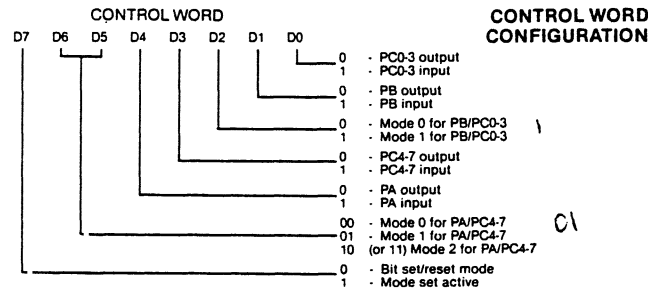 CONTROL WORD
CONTROL WORD
CONFIGURATION
D7 D6 D5 D4 D3 D2 D1 D0
0 - PC0-3 output
1 - PC0-3 input
0 - PB output
1 - PB input
0 - Mode 0 for PB/PC0-3
1 - Mode 1 for PB/PC0-3
1
0 - PC4-7 output
1 - PC4-7 input
0 - PA output
1 - PA input
00 - Mode 0 for PA/PC4-7
01 - Mode 1 for PA/PC4-7
01
10 (or 11) Mode 2 for PA/PC4-7
0 - Bit set/reset mode
1 - Mode set active